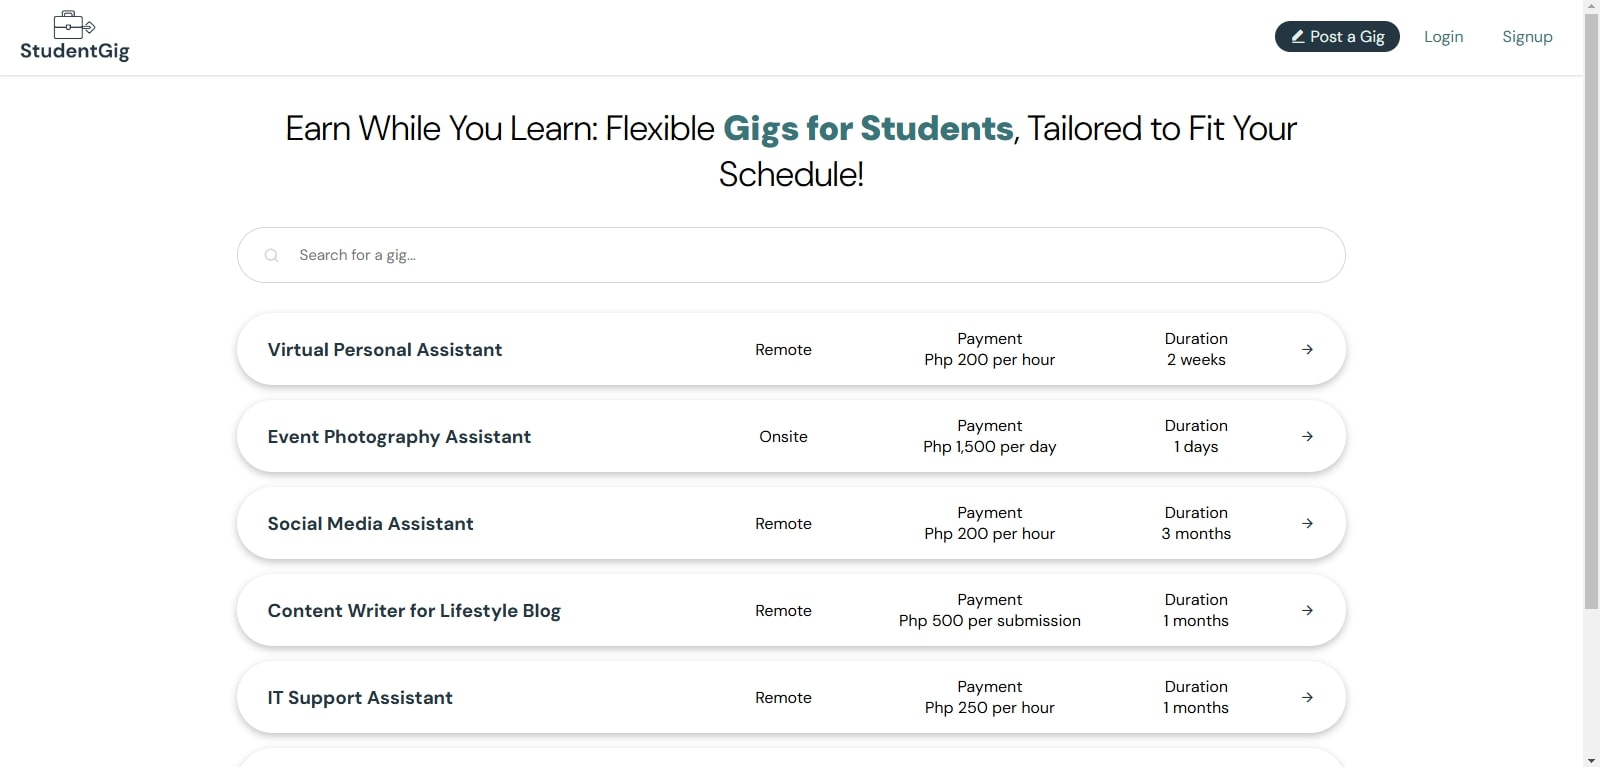 StudentGig
Post a Gig
Login
Signup
Earn While You Learn: Flexible Gigs for Students, Tailored to Fit Your
Schedule!
Search for a gig...
Virtual Personal Assistant
Remote
Payment
Php 200 per hour
Duration
2 weeks
Event Photography Assistant
Onsite
Payment
Php 1,500 per day
Duration
1 days
Social Media Assistant
Remote
Payment
Php 200 per hour
Duration
3 months
Content Writer for Lifestyle Blog
Remote
Payment
Php 500 per submission
Duration
1 months
IT Support Assistant
Remote
Payment
Php 250 per hour
Duration
1 months